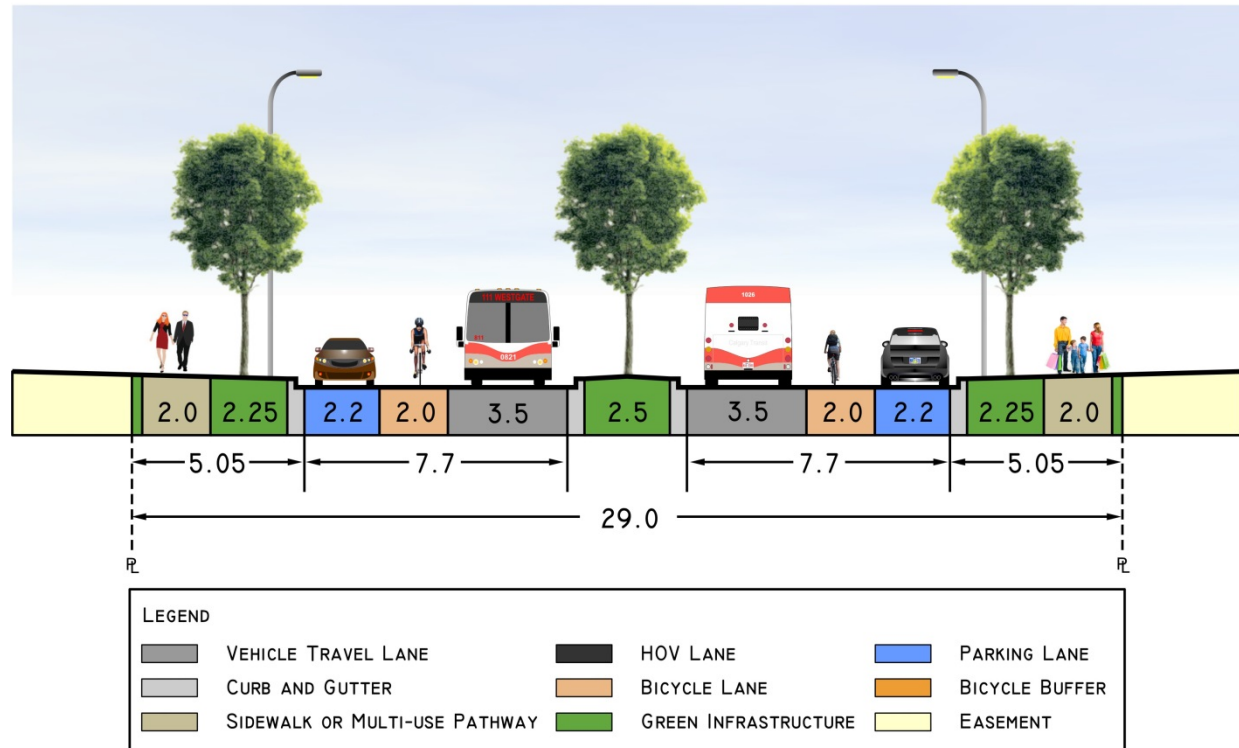 111 WESTGATE
1025
0821
2.0 2.25 2.2 2.0 3.5 2.5 3.5 2.0 2.2 2.25 2.0
5.05 7.7 7.7 5.05
29.0
PL PL
LEGEND
VEHICLE TRAVEL LANE HOV LANE PARKING LANE
CURB AND GUTTER BICYCLE LANE BICYCLE BUFFER
SIDEWALK OR MULTI-USE PATHWAY GREEN INFRASTRUCTURE EASEMENT